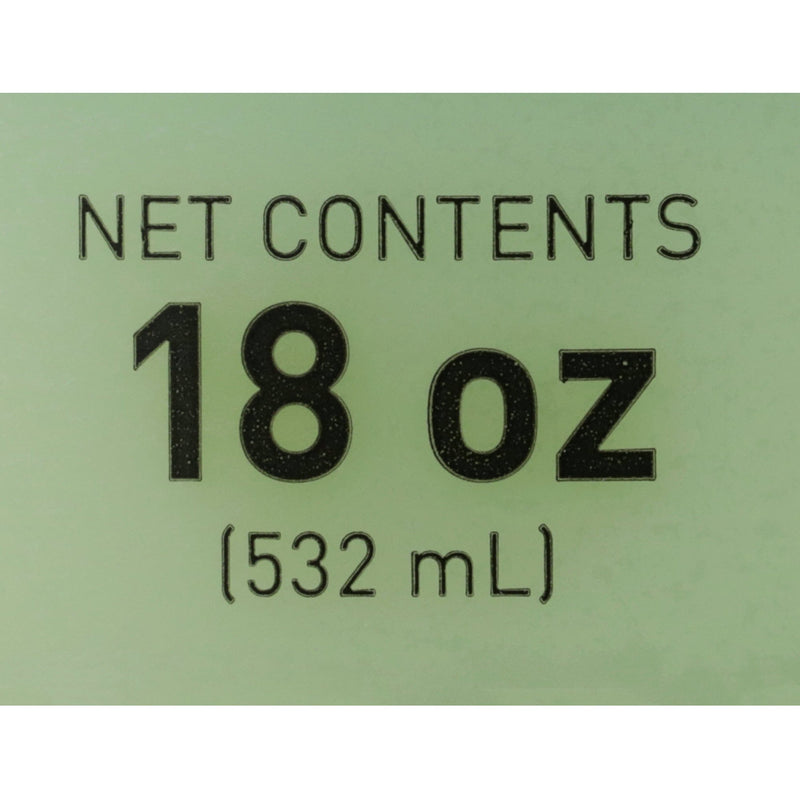 NET CONTENTS
18 oz
(532 mL)